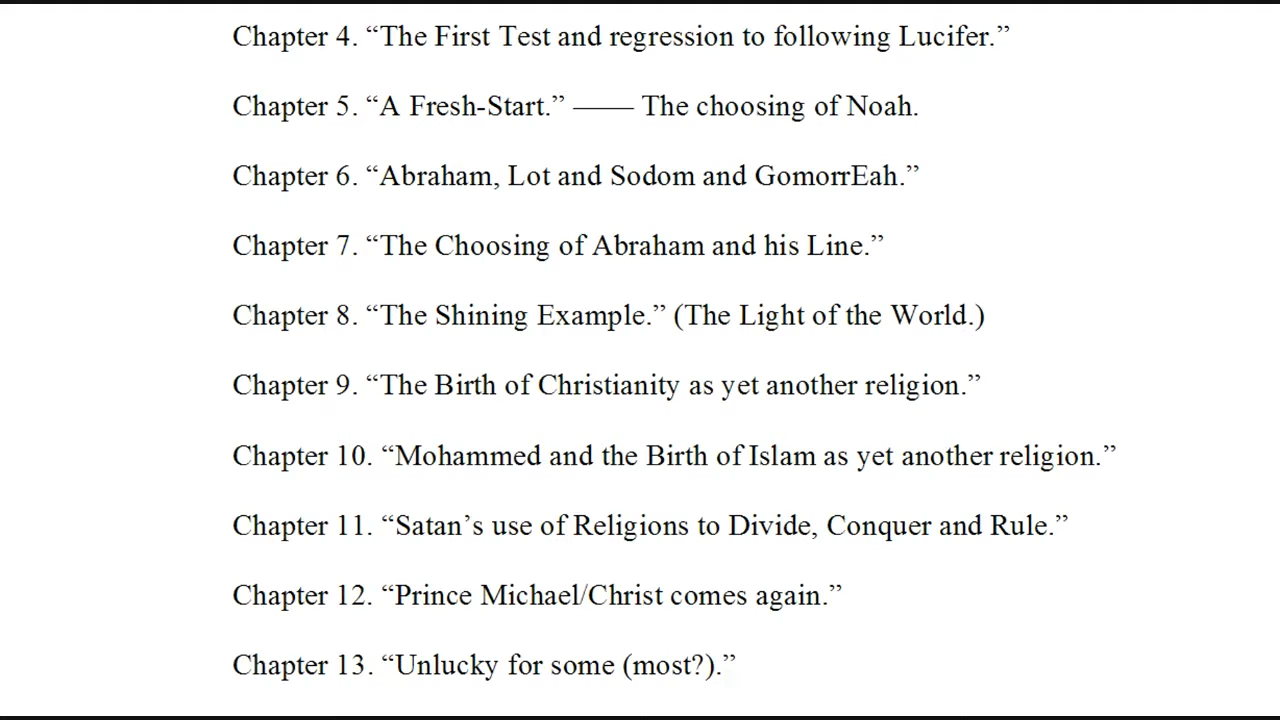 Chapter 4. “The First Test and regression to following Lucifer.”
Chapter 5. “A Fresh-Start.” —— The choosing of Noah.
Chapter 6. “Abraham, Lot and Sodom and GomorrEah.”
Chapter 7. “The Choosing of Abraham and his Line.”
Chapter 8. “The Shining Example.” (The Light of the World.)
Chapter 9. “The Birth of Christianity as yet another religion.”
Chapter 10. “Mohammed and the Birth of Islam as yet another religion.”
Chapter 11. “Satan’s use of Religions to Divide, Conquer and Rule.”
Chapter 12. “Prince Michael/Christ comes again.”
Chapter 13. “Unlucky for some (most?).”